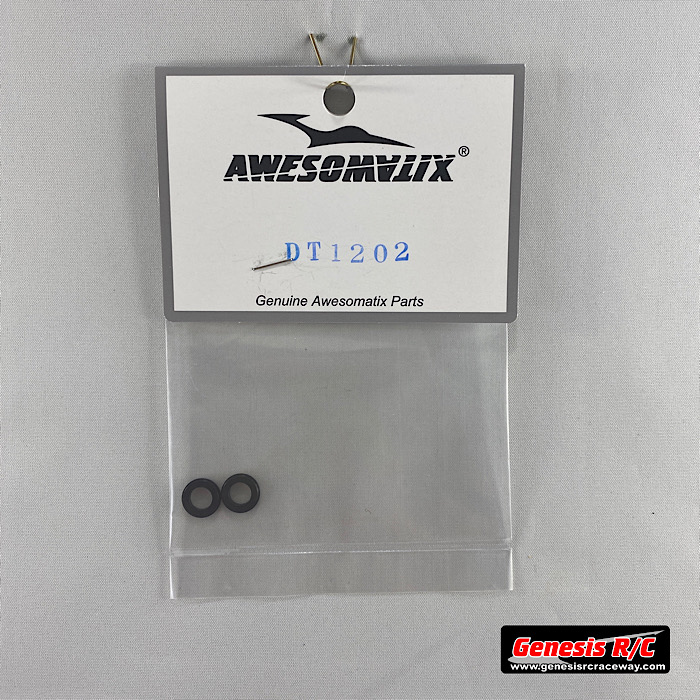 AWESOMATIX®
DT1202
Genuine Awesomatix Parts
Genesis R/C
www.genesisrcraceway.com